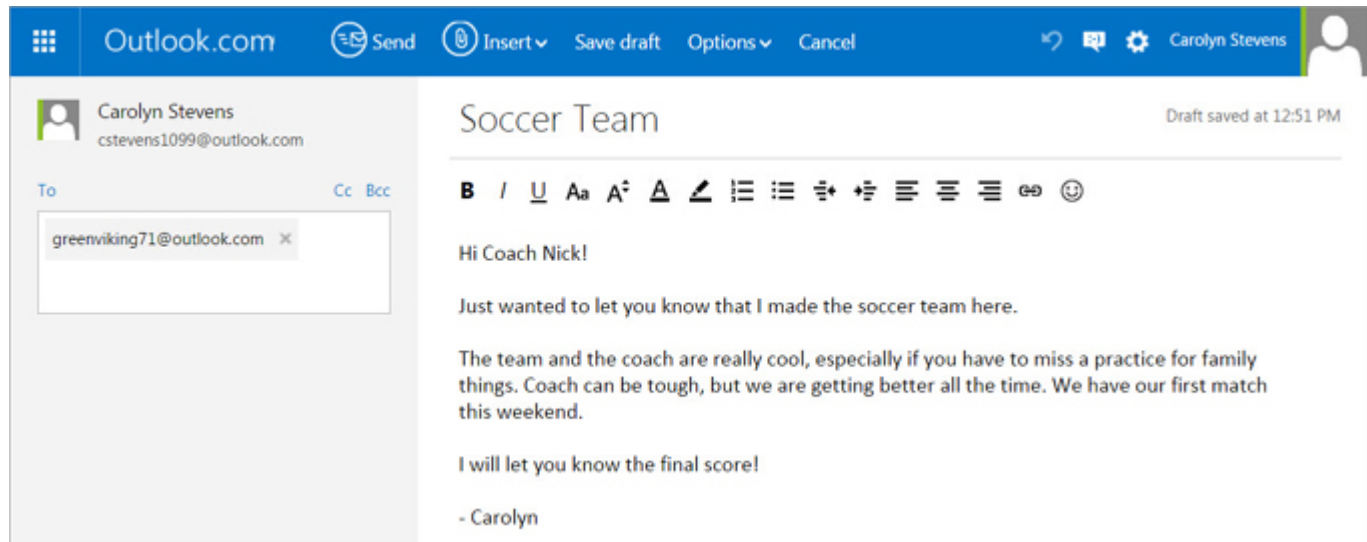 Outlook.com Send Insert Save draft Options Cancel Carolyn Stevens
Carolyn Stevens
cstevens1099@outlook.com
To Cc Bcc
greenviking71@outlook.com
Soccer Team
Draft saved at 12:51 PM
B I U Aa A A
Hi Coach Nick!
Just wanted to let you know that I made the soccer team here.
The team and the coach are really cool, especially if you have to miss a practice for family
things. Coach can be tough, but we are getting better all the time. We have our first match
this weekend.
I will let you know the final score!
- Carolyn